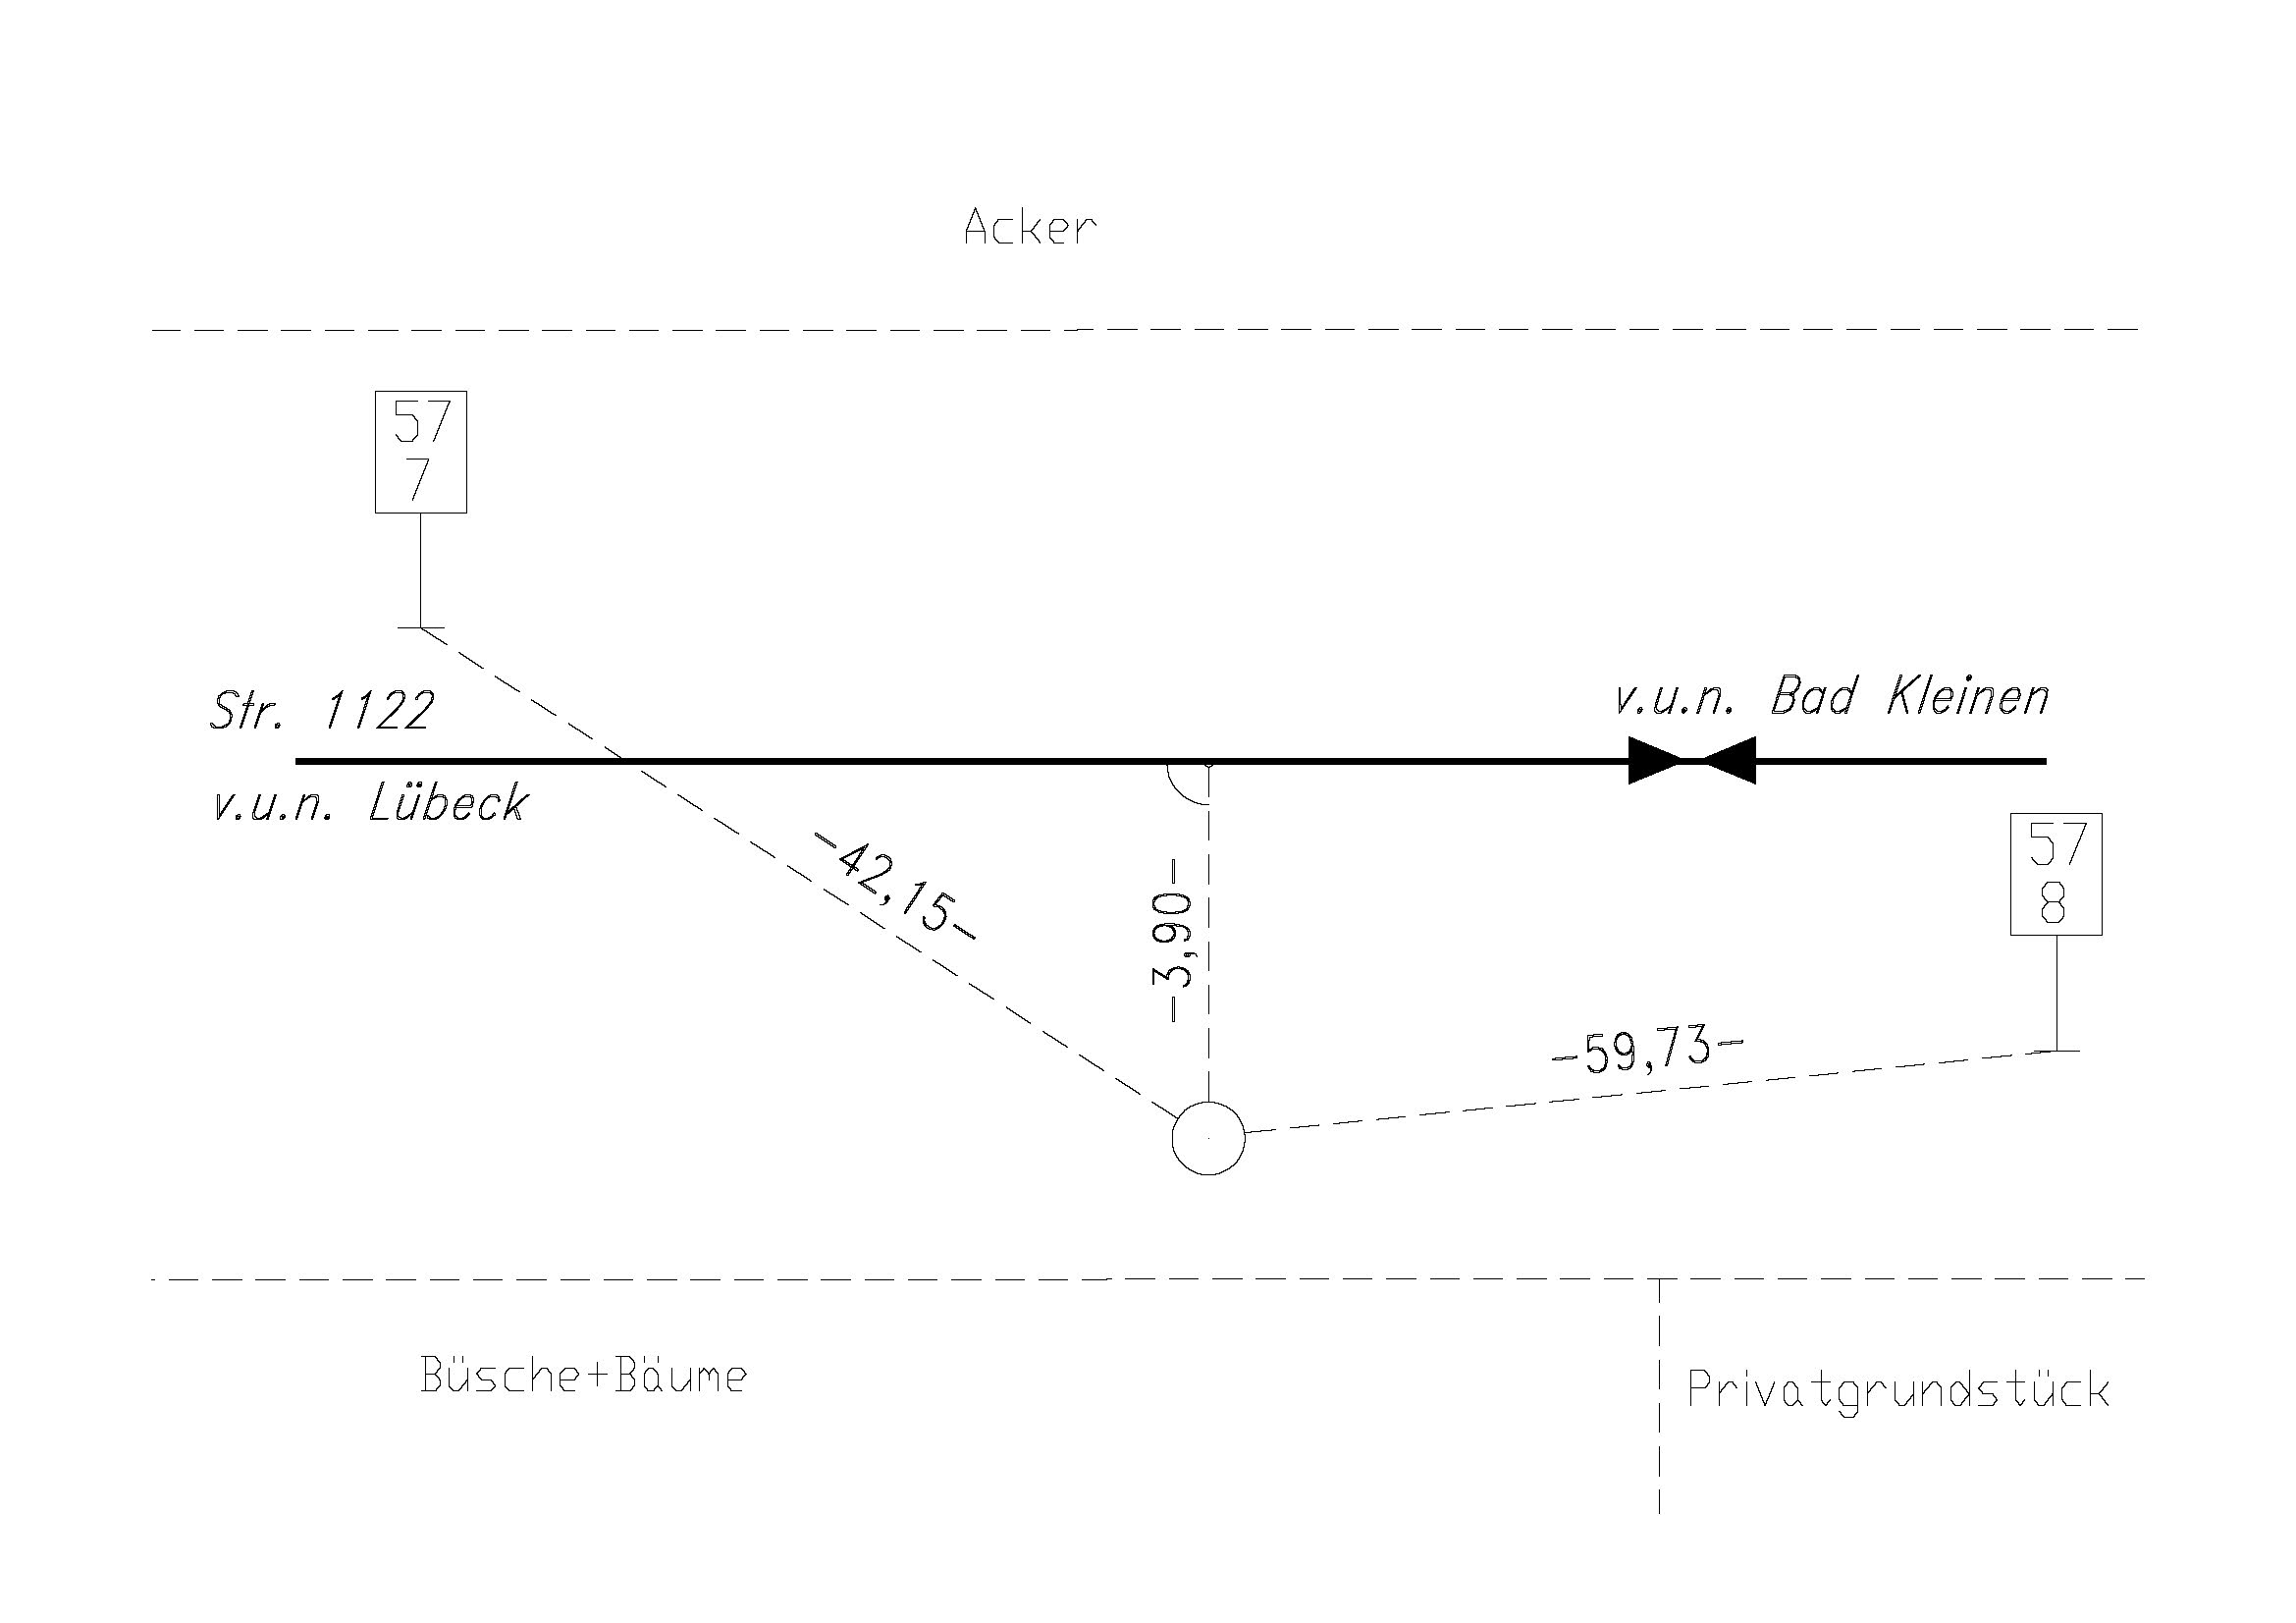 Acker
57
7
Str. 1122
v.u.n. Bad Kleinen
v.u.n. Lübeck
57
8
-42,15-
-3,90-
-59,73-
Büsche+Bäume
Privatgrundstück